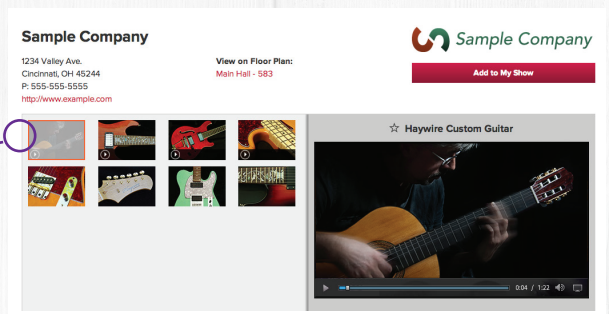 Sample Company
1234 Valley Ave.
Cincinnati, OH 45244
P: 555-555-5555
http://www.example.com
View on Floor Plan:
Main Hall - 583
Sample Company
Add to My Show
☆ Haywire Custom Guitar
0:04 / 1:22